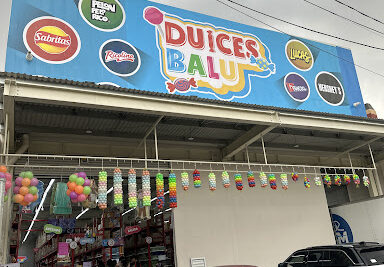 PELON
PELO
RICO
Sabritas
Ricolino
DULCES
BALU
LUCAS
HERSHEY'S